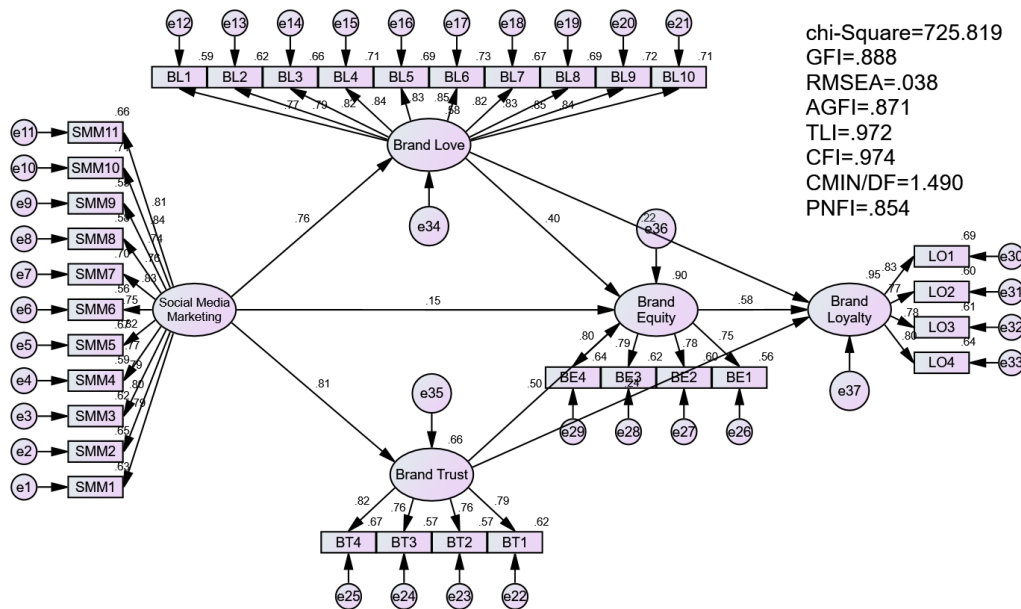 e12 e13 e14 e15 e16 e17 e18 e19 e20 e21
.59 .62 .66 .71 .69 .73 .67 .69 .72 .71
BL1 BL2 BL3 BL4 BL5 BL6 BL7 BL8 BL9 BL10
.77 .79 .82 .84 .83 .85 .82 .83 .85 .84
.58
Brand Love
e34
chi-Square=725.819
GFI=.888
RMSEA=.038
AGFI=.871
TLI=.972
CFI=.974
CMIN/DF=1.490
PNFI=.854
.66
e11 SMM11
e10 SMM10
e9 SMM9
e8 SMM8
.70
e7 SMM7
.56
e6 SMM6
.67
e5 SMM5
.59
e4 SMM4
.62
e3 SMM3
.65
e2 SMM2
.63
e1 SMM1
.81
.84
.74
.76
.83
.75
.82
.77
.79
.80
.79
Social Media
Marketing
.76
.15
.81
.40
.22
e36
.90
Brand
Equity
.58
.80 .79 .78 .75
.64 .62 .60 .56
BE4 BE3 BE2 BE1
e29 e28 e27 e26
.50
.24
.95
Brand
Loyalty
e37
.83
.77
.78
.80
.69
LO1 e30
.60
LO2 e31
.61
LO3 e32
.64
LO4 e33
e35
.66
Brand Trust
.82 .76 .76 .79
.67 .57 .57 .62
BT4 BT3 BT2 BT1
e25 e24 e23 e22